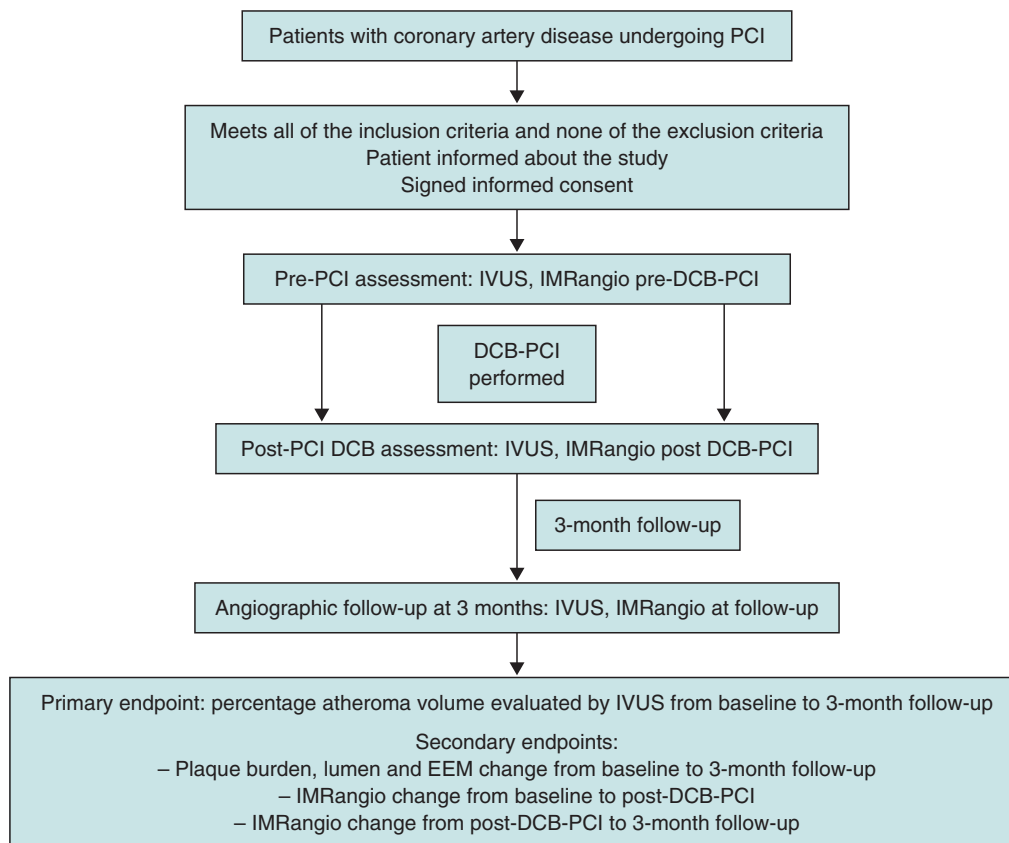 Patients with coronary artery disease undergoing PCI
Meets all of the inclusion criteria and none of the exclusion criteria
Patient informed about the study
Signed informed consent
Pre-PCI assessment: IVUS, IMRangio pre-DCB-PCI
DCB-PCI
performed
Post-PCI DCB assessment: IVUS, IMRangio post DCB-PCI
3-month follow-up
Angiographic follow-up at 3 months: IVUS, IMRangio at follow-up
Primary endpoint: percentage atheroma volume evaluated by IVUS from baseline to 3-month follow-up
Secondary endpoints:
– Plaque burden, lumen and EEM change from baseline to 3-month follow-up
– IMRangio change from baseline to post-DCB-PCI
– IMRangio change from post-DCB-PCI to 3-month follow-up